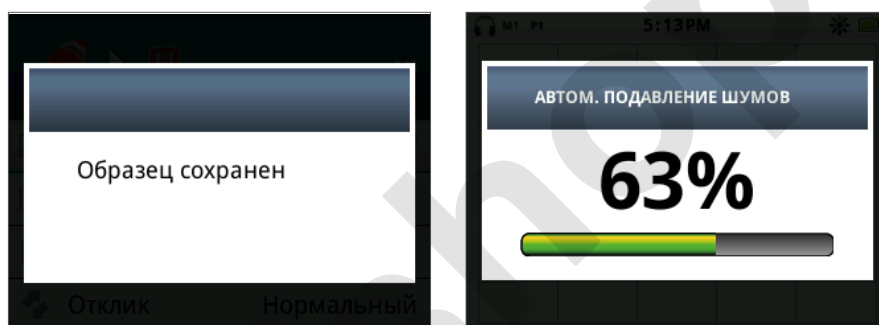 Образец сохранен
Отклик Нормальный
M1 P1 5:13PM
АВТОМ. ПОДАВЛЕНИЕ ШУМОВ
63%